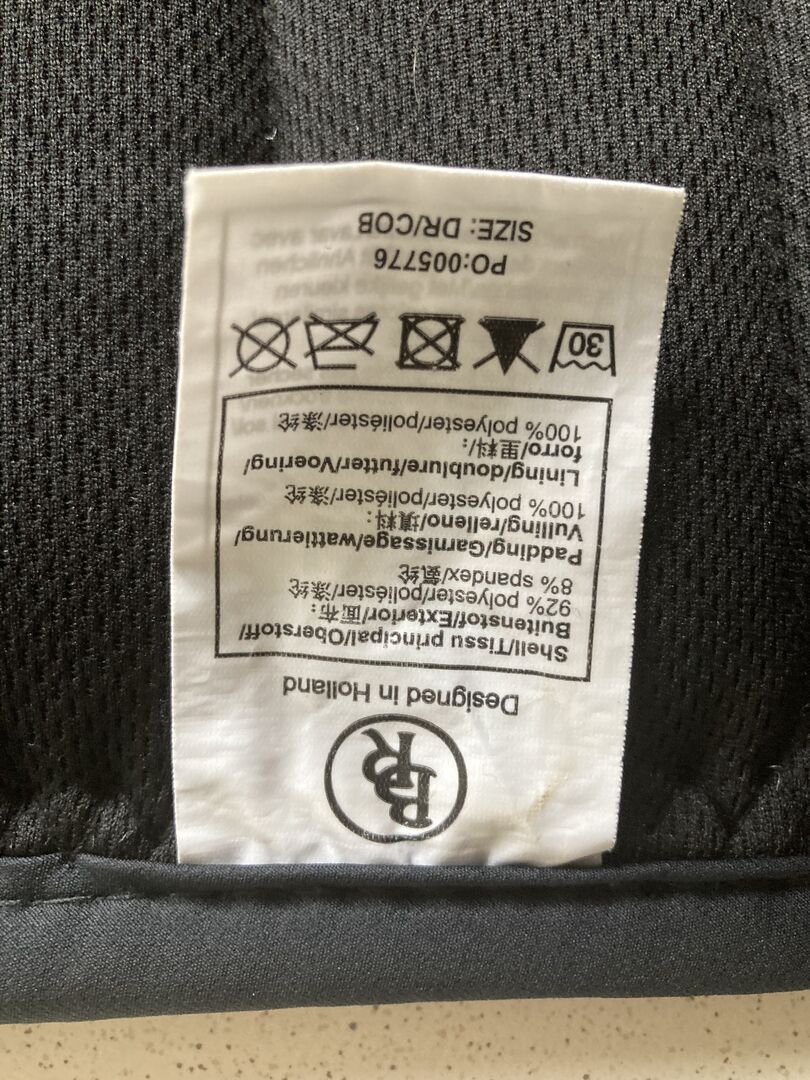 BR
Designed in Holland
Shell/Tissu principal/Oberstoff/
Buitenstof/Exterior/面布:
92% polyester/poliéster/涤纶
8% spandex/氨纶
Padding/Garnissage/wattierung/
Vulling/relleno/填料:
100% polyester/poliéster/涤纶
Lining/doublure/futter/Voering/
forro/里料/:
100% polyester/poliéster/涤纶
30
PO:005776
SIZE: DR/COB